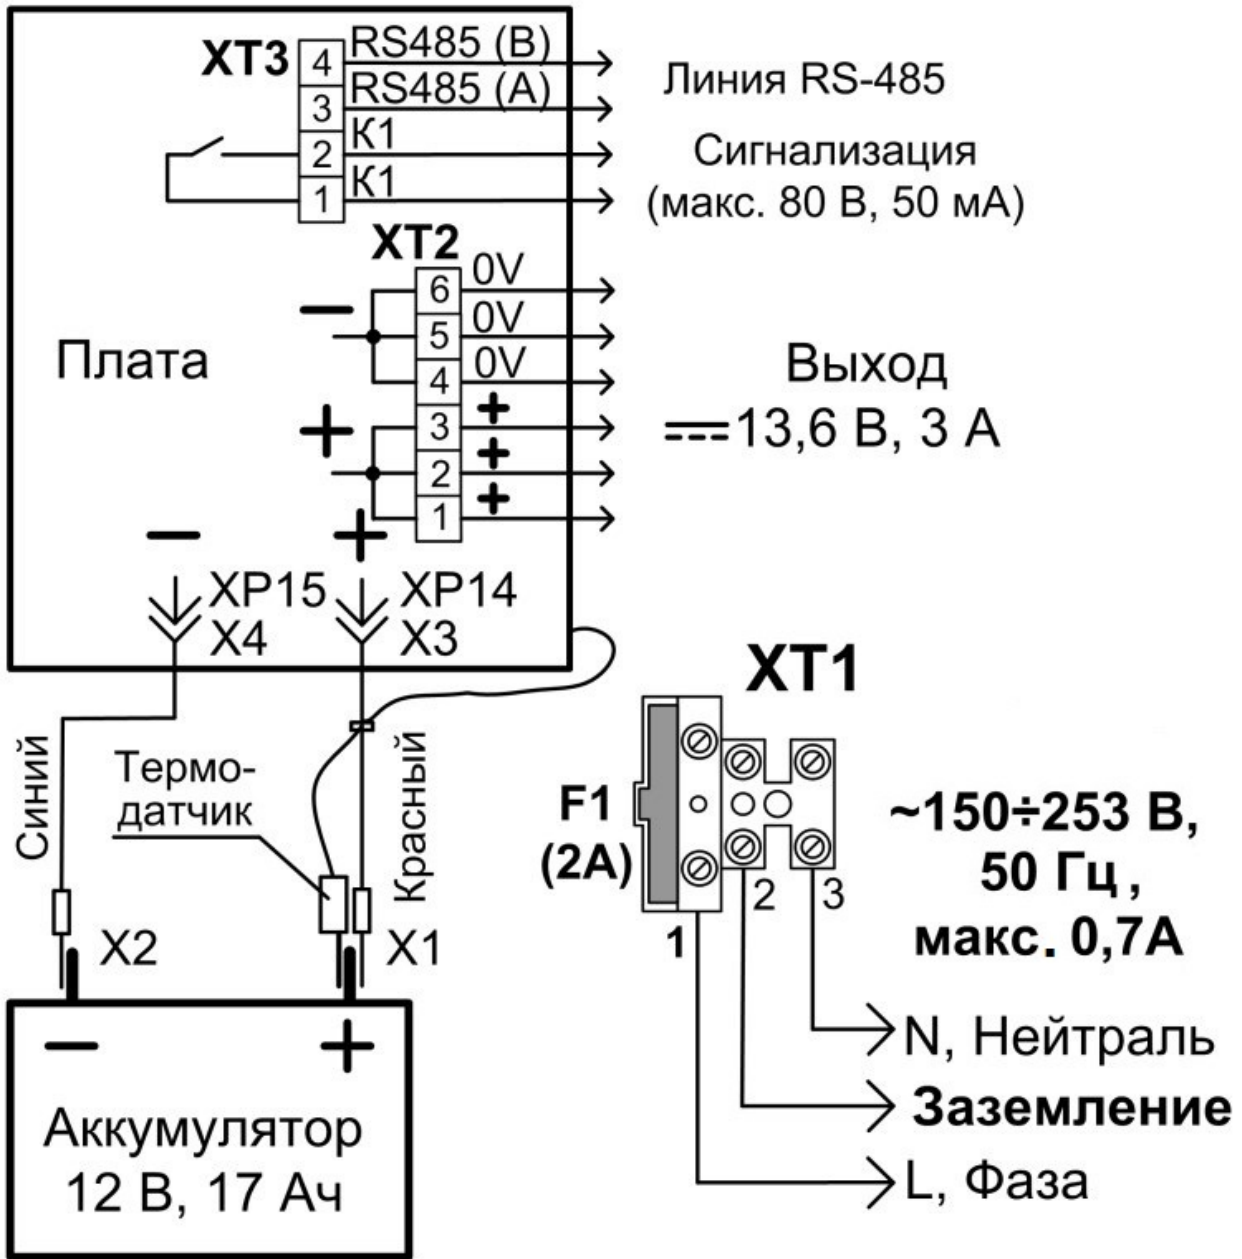 XT3
4 RS485 (B)
3 RS485 (A)
2 К1
1 К1
Линия RS-485
Сигнализация
(макс. 80 В, 50 мА)
XT2
6 0V
5 0V
4 0V
3 +
2 +
1 +
−
+
Плата
Выход
13,6 В, 3 А
− +
XP15 XP14
X4 X3
Синий
Термо-
датчик
Красный
X2 X1
− +
Аккумулятор
12 В, 17 Ач
XT1
F1
(2А)
1 2 3
~150÷253 В,
50 Гц,
макс. 0,7А
N, Нейтраль
Заземление
L, Фаза